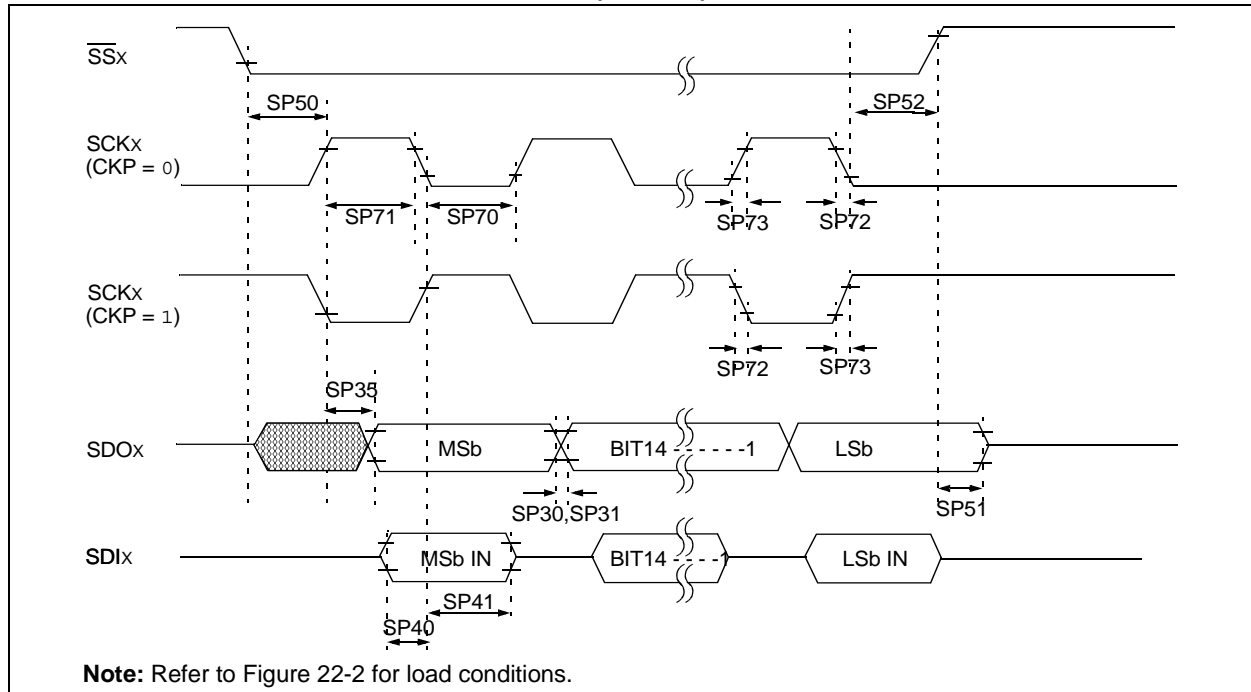 SSX
SP50
SP52
SCKX
(CKP = 0)
SP71
SP70
SP73
SP72
SCKX
(CKP = 1)
SP72
SP73
SP35
SDOX
MSb
BIT14 - - - - - -1
LSb
SP30,SP31
SP51
SDIX
MSb IN
BIT14 - - - - -1
LSb IN
SP41
SP40
Note: Refer to Figure 22-2 for load conditions.